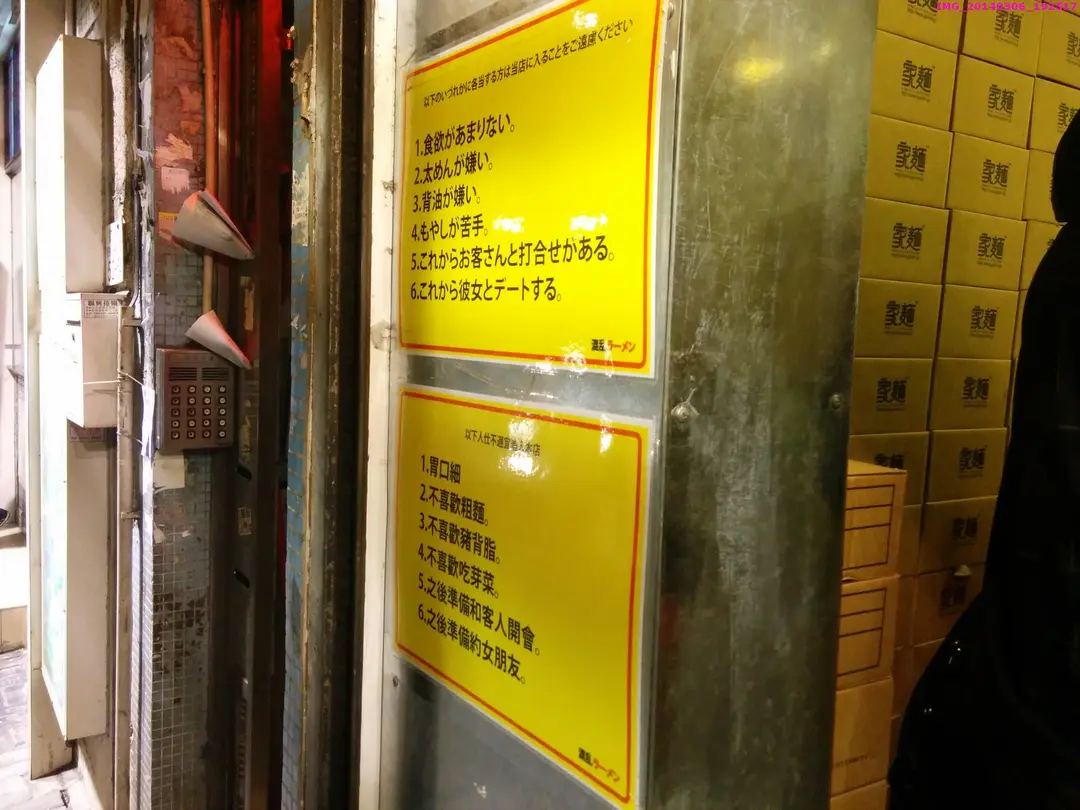 IMG_20140306_191517
以下のいづれかに各当する方は当店に入ることをご遠慮ください
1.食欲があまりない。
2.太めんが嫌い。
3.背油が嫌い。
4.もやしが苦手。
5.これからお客さんと打合せがある。
6.これから彼女とデートする。
ラーメン
以下人仕不適宜進入本店
1.胃口細
2.不喜歡粗麵。
3.不喜歡豬背脂。
4.不喜歡吃芽菜。
5.之後準備和客人開會。
6.之後準備約女朋友。
ラーメン
家麵
家麵
家麵
家麵
家麵
家麵
家麵
家麵
家麵
家麵